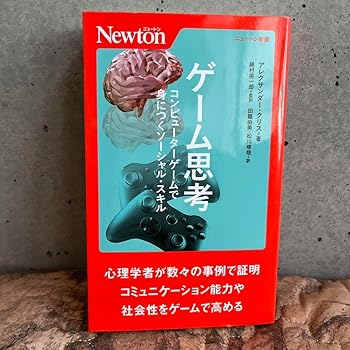 Newton
ニュートン
ニュートン新書
ゲーム思考
コンピューターゲームで
身につくソーシャル・スキル
アレクサンダー・クリス・著
田爾由美
心理学者が数々の事例で証明
コミュニケーション能力や
社会性をゲームで高める